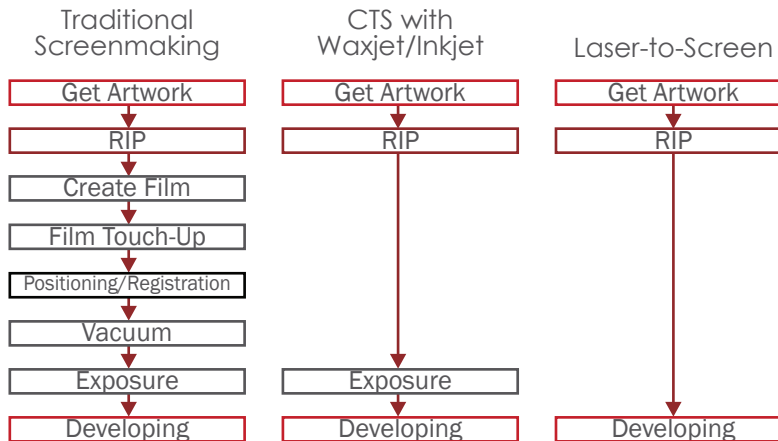 Traditional
Screenmaking
Get Artwork
RIP
Create Film
Film Touch-Up
Positioning/Registration
Vacuum
Exposure
Developing
CTS with
Waxjet/Inkjet
Get Artwork
RIP
Exposure
Developing
Laser-to-Screen
Get Artwork
RIP
Developing